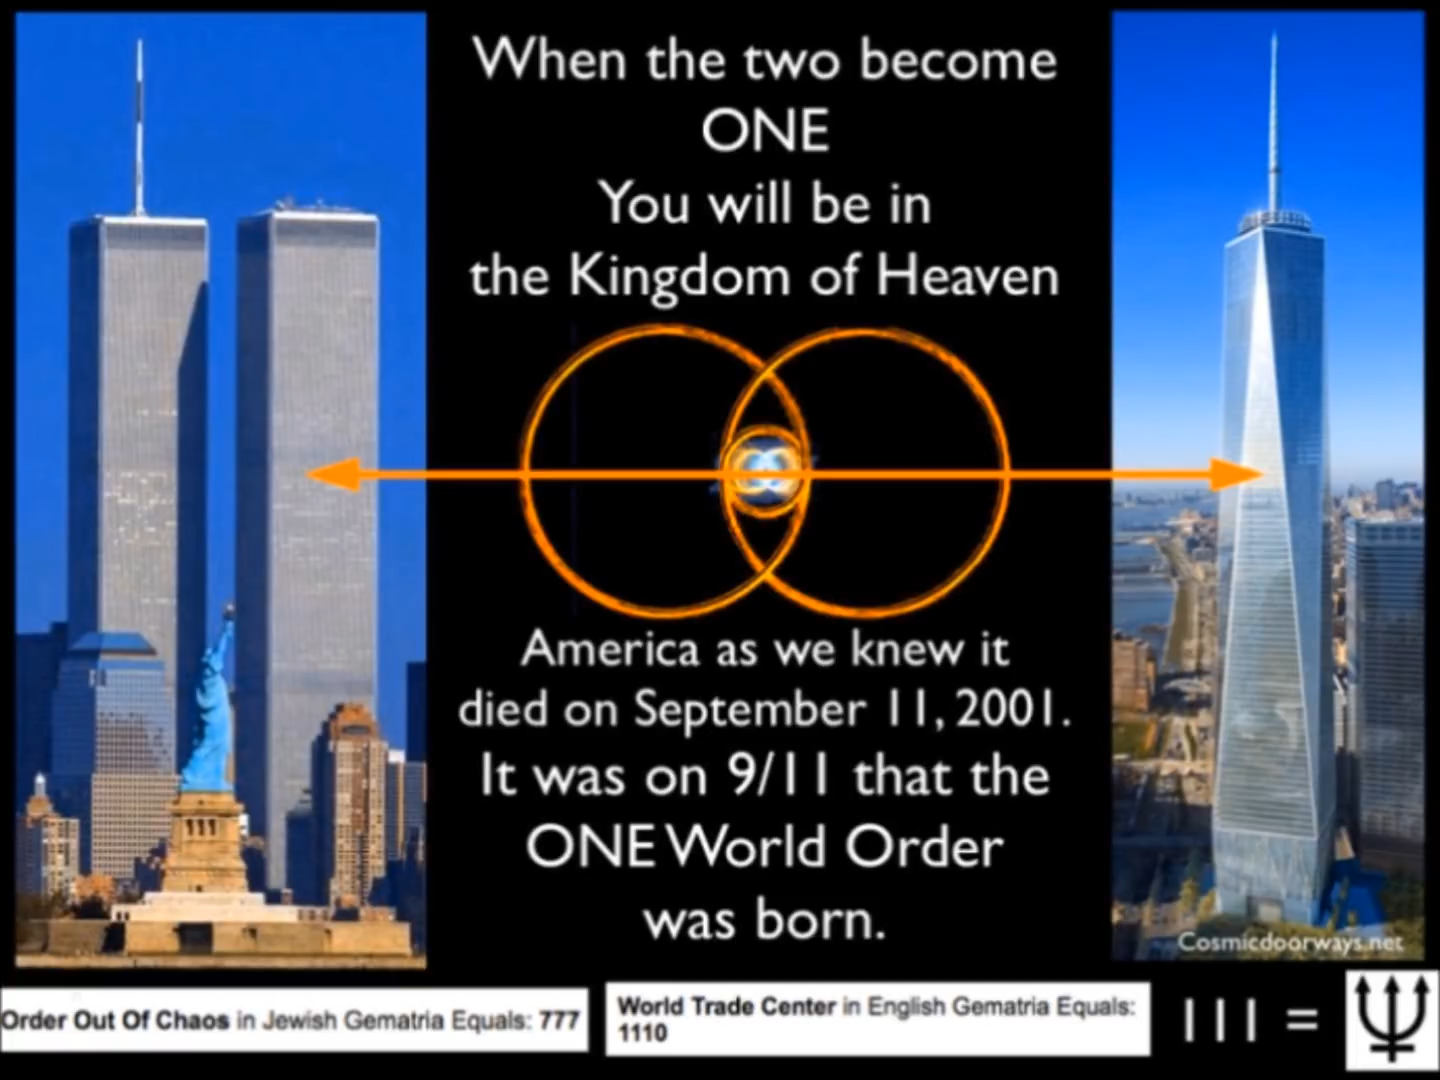 When the two become
ONE
You will be in
the Kingdom of Heaven
America as we knew it
died on September 11, 2001.
It was on 9/11 that the
ONE World Order
was born.
Cosmicdoorways.net
Order Out Of Chaos in Jewish Gematria Equals: 777
World Trade Center in English Gematria Equals:
1110
| | | =